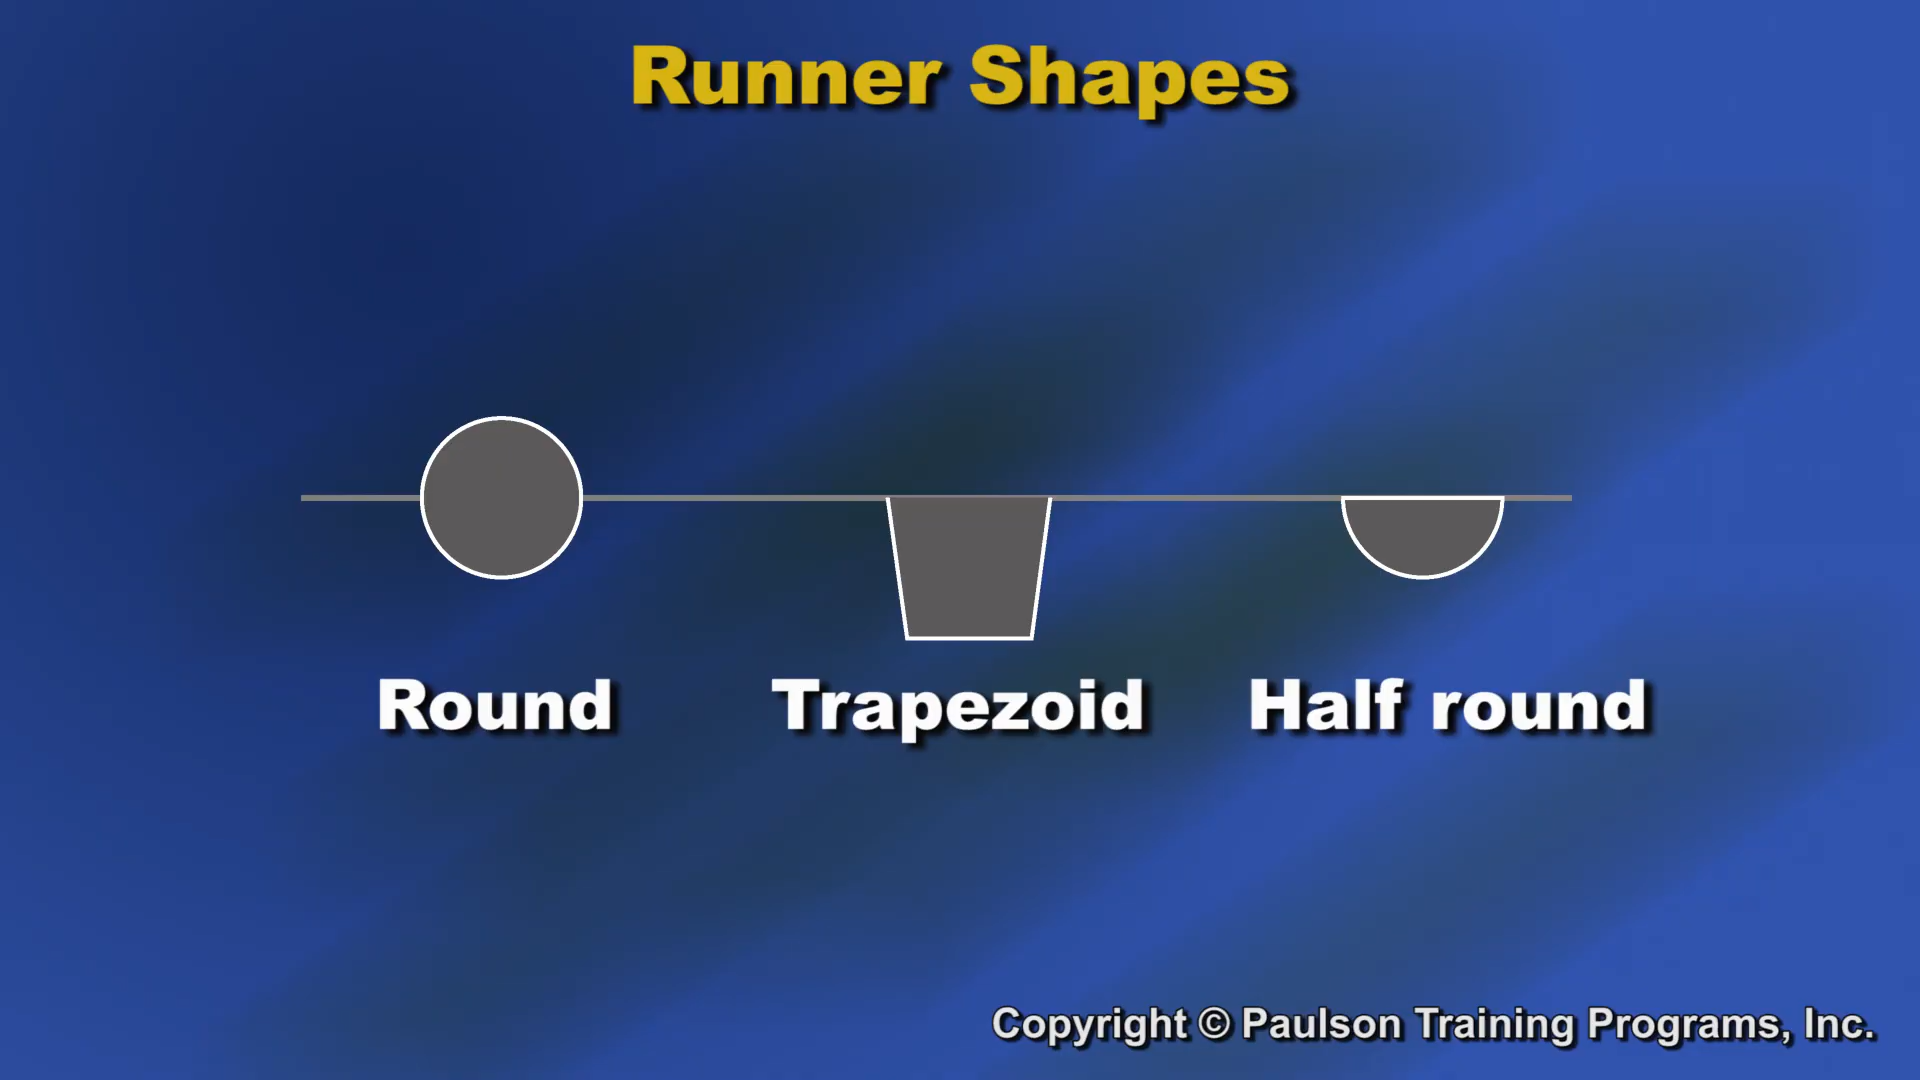 Runner Shapes
Round
Trapezoid
Half round
Copyright © Paulson Training Programs, Inc.